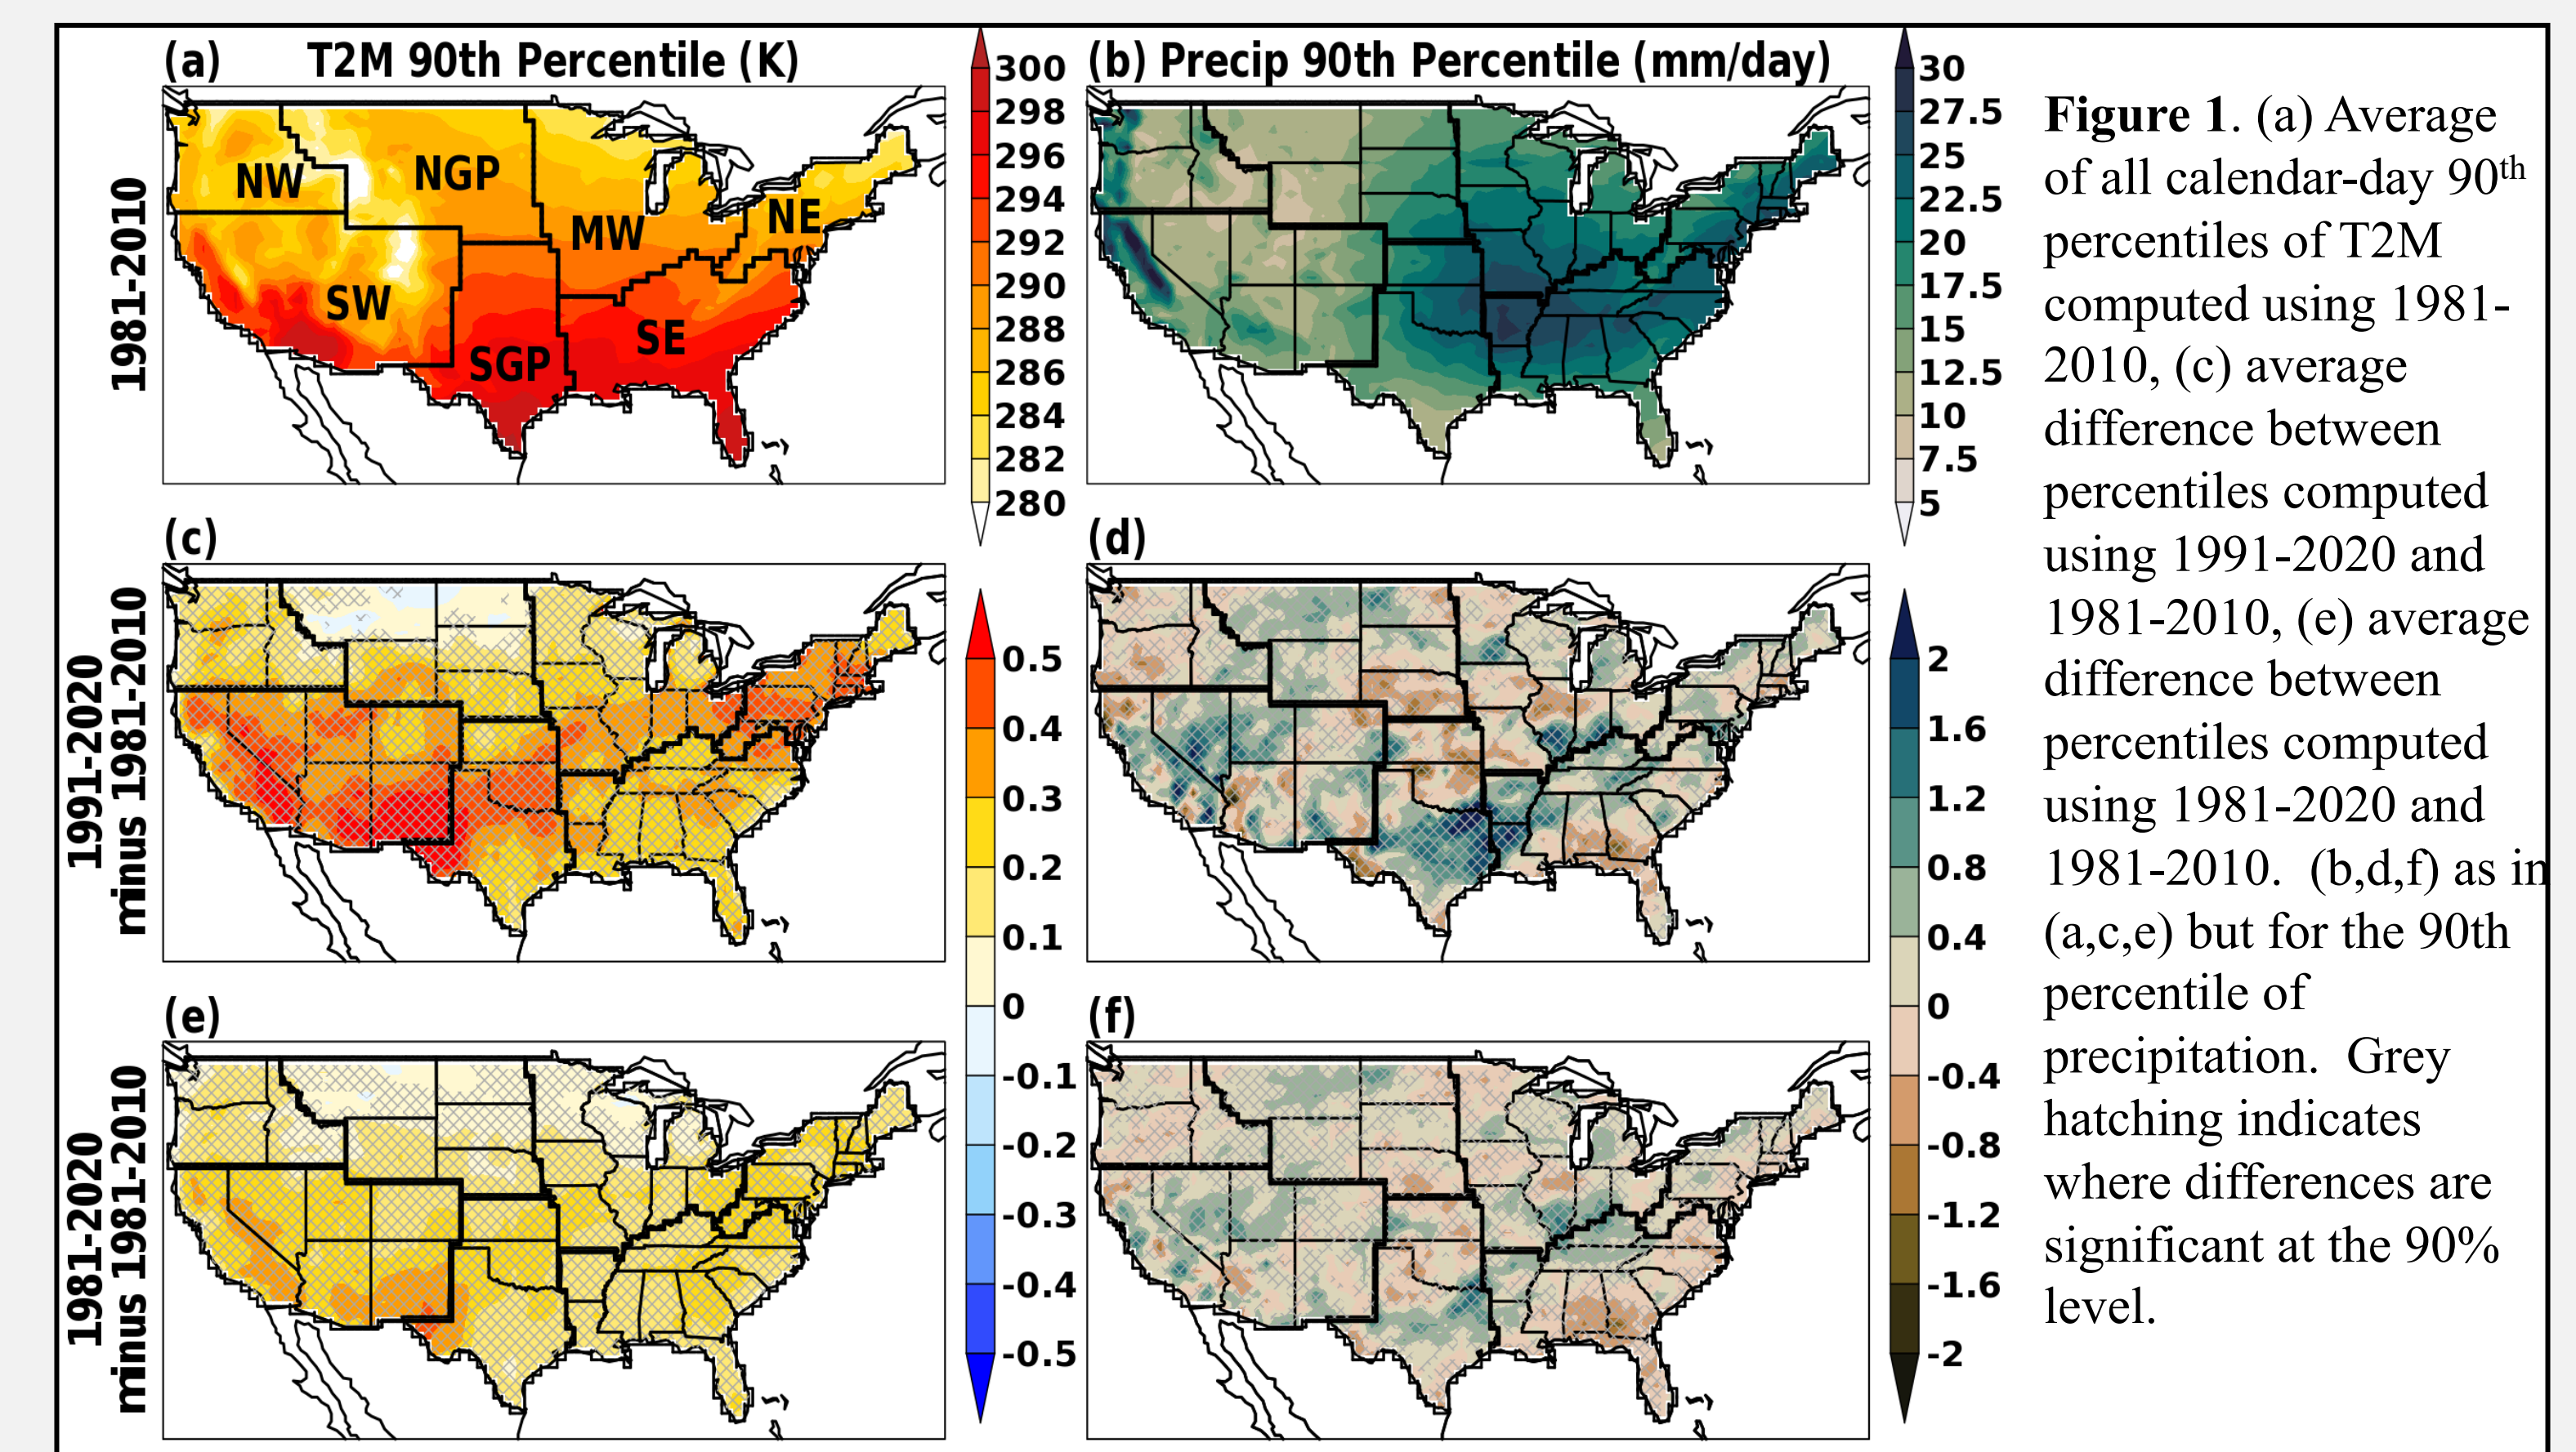 (a) T2M 90th Percentile (K)
300
298
296
294
292
290
288
286
284
282
280
1981-2010
NW
NGP
MW
NE
SW
SGP
SE
(b) Precip 90th Percentile (mm/day)
30
27.5
25
22.5
20
17.5
15
12.5
10
7.5
5
(c)
1991-2020
minus 1981-2010
0.5
0.4
0.3
0.2
0.1
0
-0.1
-0.2
-0.3
-0.4
-0.5
(d)
2
1.6
1.2
0.8
0.4
0
-0.4
-0.8
-1.2
-1.6
-2
(e)
1981-2020
minus 1981-2010
(f)
Figure 1. (a) Average
of all calendar-day 90th
percentiles of T2M
computed using 1981-
2010, (c) average
difference between
percentiles computed
using 1991-2020 and
1981-2010, (e) average
difference between
percentiles computed
using 1981-2020 and
1981-2010.  (b,d,f) as in
(a,c,e) but for the 90th
percentile of
precipitation.  Grey
hatching indicates
where differences are
significant at the 90%
level.